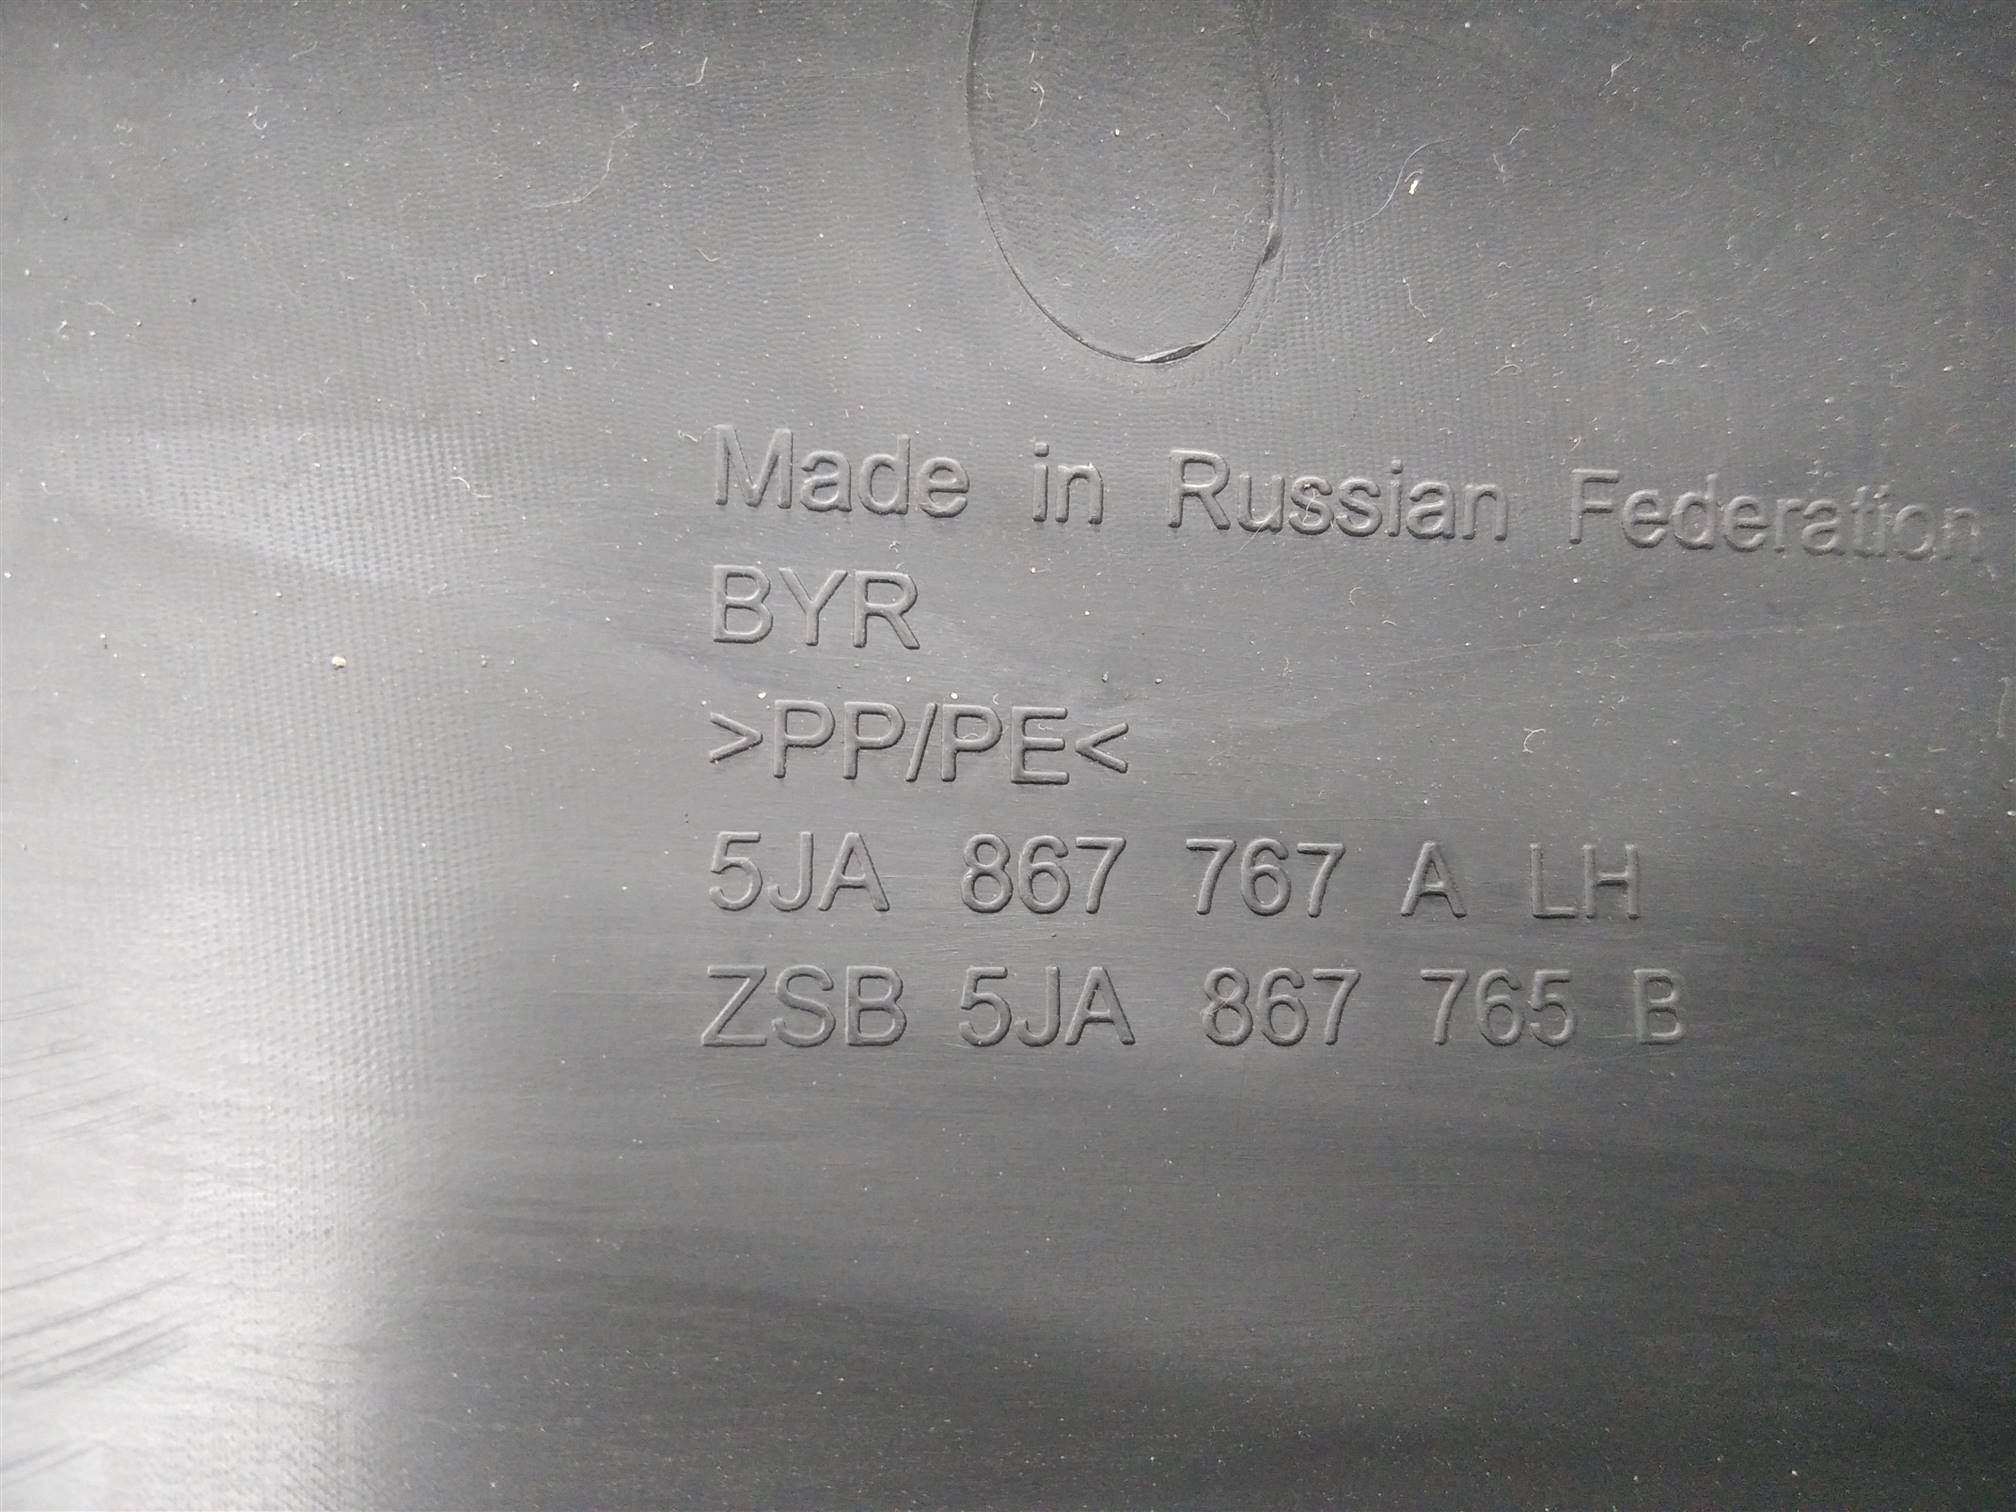 Made in Russian Federation
BYR
>PP/PE<
5JA 867 767 A LH
ZSB 5JA 867 765 B